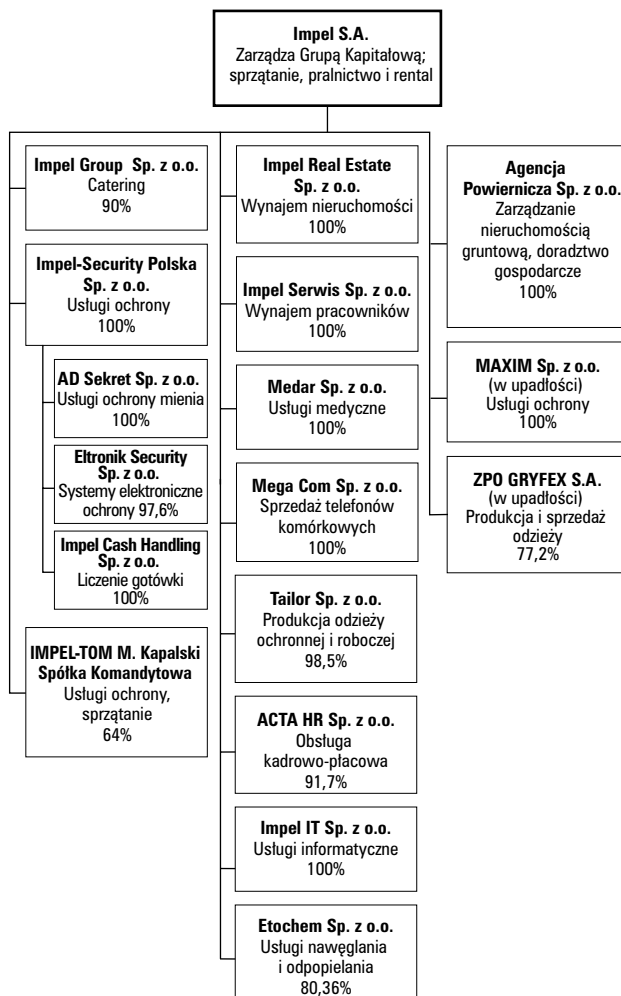 Impel S.A.
Zarządza Grupą Kapitałową;
sprzątanie, pralnictwo i rental
Impel Group Sp. z o.o.
Catering
90%
Impel-Security Polska
Sp. z o.o.
Usługi ochrony
100%
AD Sekret Sp. z o.o.
Usługi ochrony mienia
100%
Eltronik Security
Sp. z o.o.
Systemy elektroniczne
ochrony 97,6%
Impel Cash Handling
Sp. z o.o.
Liczenie gotówki
100%
IMPEL-TOM M. Kapalski
Spółka Komandytowa
Usługi ochrony,
sprzątanie
64%
Impel Real Estate
Sp. z o.o.
Wynajem nieruchomości
100%
Impel Serwis Sp. z o.o.
Wynajem pracowników
100%
Medar Sp. z o.o.
Usługi medyczne
100%
Mega Com Sp. z o.o.
Sprzedaż telefonów
komórkowych
100%
Tailor Sp. z o.o.
Produkcja odzieży
ochronnej i roboczej
98,5%
ACTA HR Sp. z o.o.
Obsługa
kadrowo-płacowa
91,7%
Impel IT Sp. z o.o.
Usługi informatyczne
100%
Etochem Sp. z o.o.
Usługi nawęglania
i odpopielania
80,36%
Agencja
Powiernicza Sp. z o.o.
Zarządzanie
nieruchomością
gruntową, doradztwo
gospodarcze
100%
MAXIM Sp. z o.o.
(w upadłości)
Usługi ochrony
100%
ZPO GRYFEX S.A.
(w upadłości)
Produkcja i sprzedaż
odzieży
77,2%